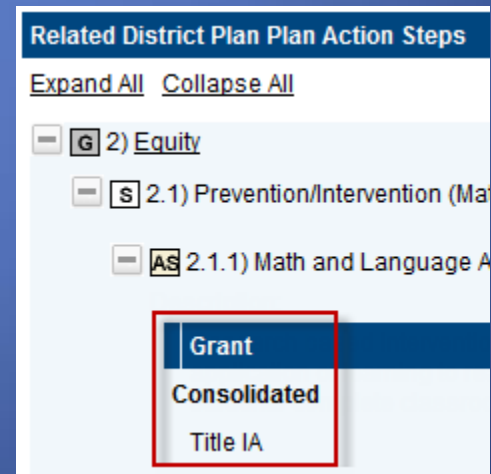 Related District Plan Plan Action Steps
Expand All Collapse All
G 2) Equity
S 2.1) Prevention/Intervention
AS 2.1.1) Math and Language
Grant
Consolidated
Title IA